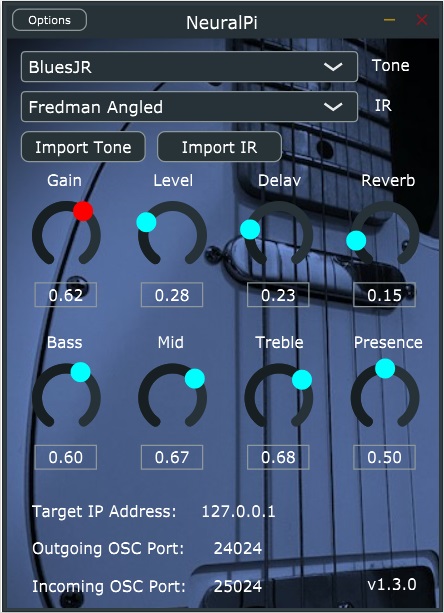 Options
NeuralPi
BluesJR
Tone
Fredman Angled
IR
Import Tone Import IR
Gain Level Delay Reverb
0.62 0.28 0.23 0.15
Bass Mid Treble Presence
0.60 0.67 0.68 0.50
Target IP Address: 127.0.0.1
Outgoing OSC Port: 24024
Incoming OSC Port: 25024
v1.3.0